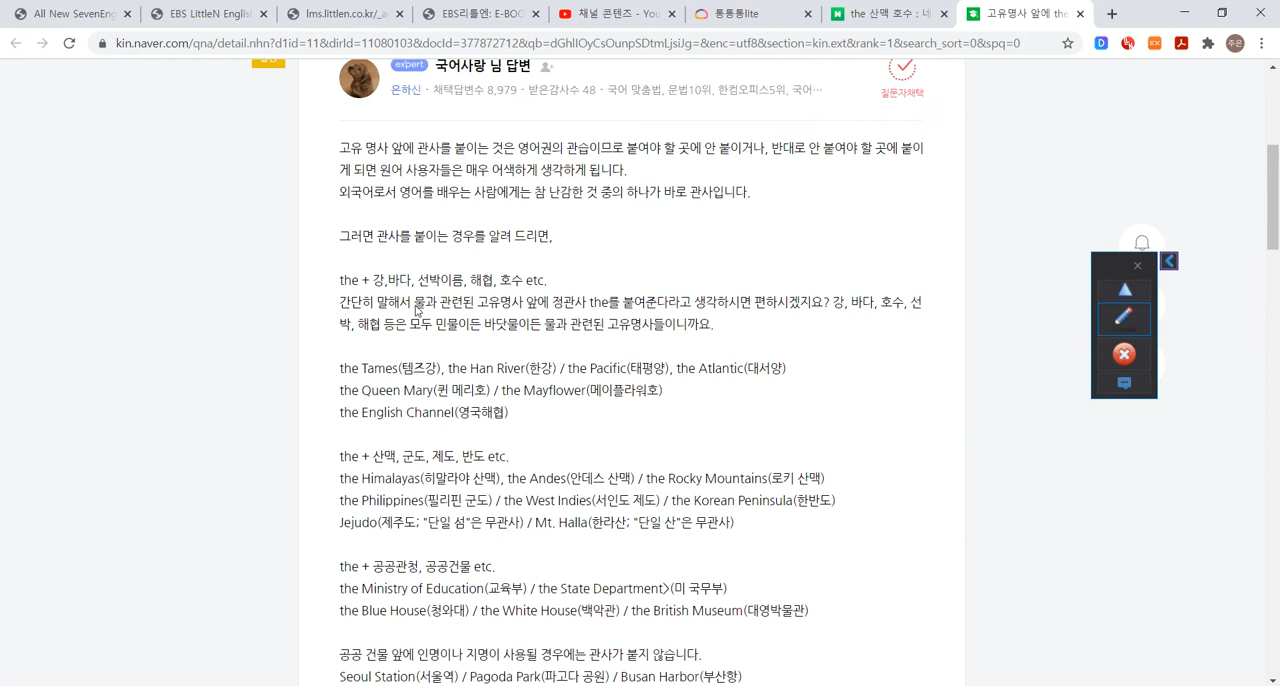 All New SevenEng
EBS LittleN English
lms.littlen.co.kr/_a
EBS리틀엔: E-BOO
채널 콘텐츠 - You
통통통lite
the 산맥 호수 : 네
고유명사 앞에 the
kin.naver.com/qna/detail.nhn?d1id=11&dirId=11080103&docId=377872712&qb=dGhlIOyCsOunpSDtmLjsiJg=&enc=utf8&section=kin.ext&rank=1&search_sort=0&spq=0
주은
expert 국어사랑 님 답변
은하신 · 채택답변수 8,979 · 받은감사수 48 · 국어 맞춤법, 문법10위, 한컴오피스5위, 국어…
질문자채택
고유 명사 앞에 관사를 붙이는 것은 영어권의 관습이므로 붙여야 할 곳에 안 붙이거나, 반대로 안 붙여야 할 곳에 붙이
게 되면 원어 사용자들은 매우 어색하게 생각하게 됩니다.
외국어로서 영어를 배우는 사람에게는 참 난감한 것 중의 하나가 바로 관사입니다.
그러면 관사를 붙이는 경우를 알려 드리면,
the + 강,바다, 선박이름, 해협, 호수 etc.
간단히 말해서 물과 관련된 고유명사 앞에 정관사 the를 붙여준다라고 생각하시면 편하시겠지요? 강, 바다, 호수, 선
박, 해협 등은 모두 민물이든 바닷물이든 물과 관련된 고유명사들이니까요.
the Tames(템즈강), the Han River(한강) / the Pacific(태평양), the Atlantic(대서양)
the Queen Mary(퀸 메리호) / the Mayflower(메이플라워호)
the English Channel(영국해협)
the + 산맥, 군도, 제도, 반도 etc.
the Himalayas(히말라야 산맥), the Andes(안데스 산맥) / the Rocky Mountains(로키 산맥)
the Philippines(필리핀 군도) / the West Indies(서인도 제도) / the Korean Peninsula(한반도)
Jejudo(제주도; "단일 섬"은 무관사) / Mt. Halla(한라산; "단일 산"은 무관사)
the + 공공관청, 공공건물 etc.
the Ministry of Education(교육부) / the State Department>(미 국무부)
the Blue House(청와대) / the White House(백악관) / the British Museum(대영박물관)
공공 건물 앞에 인명이나 지명이 사용될 경우에는 관사가 붙지 않습니다.
Seoul Station(서울역) / Pagoda Park(파고다 공원) / Busan Harbor(부산항)